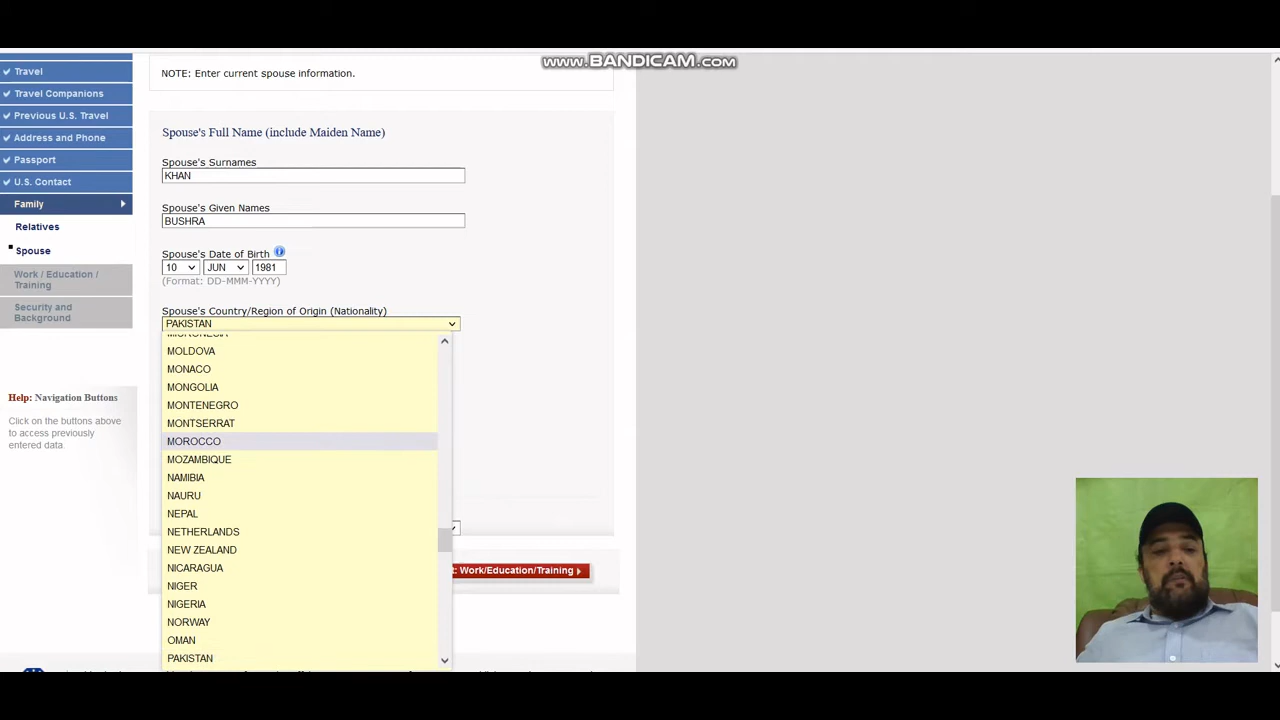 www.BANDICAM.com
Travel
Travel Companions
Previous U.S. Travel
Address and Phone
Passport
U.S. Contact
Family
Relatives
Spouse
Work / Education /
Training
Security and
Background
Help: Navigation Buttons
Click on the buttons above
to access previously
entered data.
NOTE: Enter current spouse information.
Spouse's Full Name (include Maiden Name)
Spouse's Surnames
KHAN
Spouse's Given Names
BUSHRA
Spouse's Date of Birth
10 JUN 1981
(Format: DD-MMM-YYYY)
Spouse's Country/Region of Origin (Nationality)
PAKISTAN
MICRONESIA
MOLDOVA
MONACO
MONGOLIA
MONTENEGRO
MONTSERRAT
MOROCCO
MOZAMBIQUE
NAMIBIA
NAURU
NEPAL
NETHERLANDS
NEW ZEALAND
NICARAGUA
NIGER
NIGERIA
NORWAY
OMAN
PAKISTAN
t: Work/Education/Training